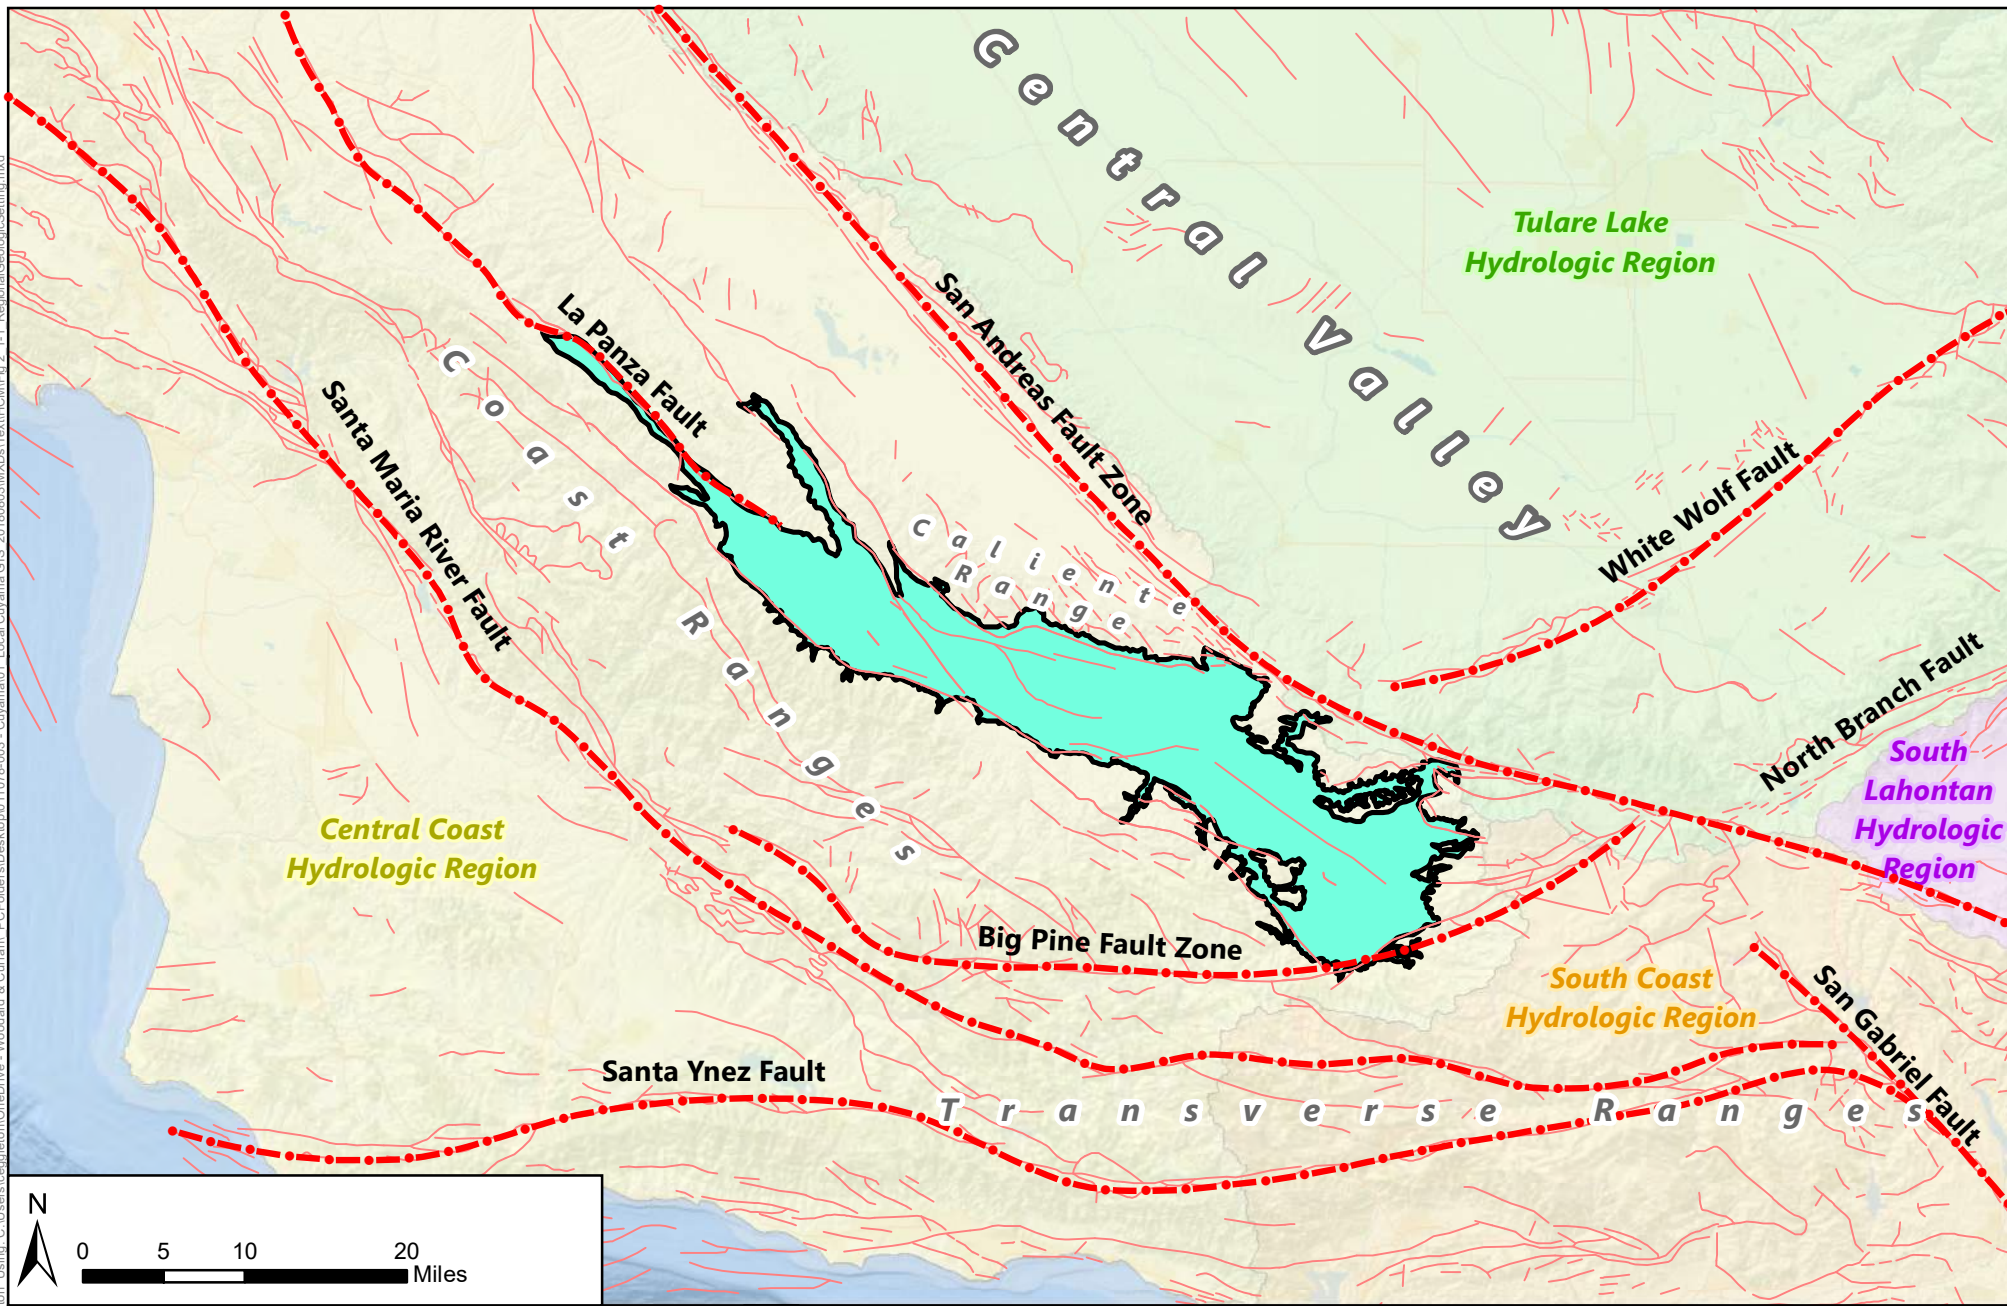 Central Valley
Tulare Lake
Hydrologic Region
San Andreas Fault Zone
La Panza Fault
Santa Maria River Fault
Coast Ranges
Caliente
Range
White Wolf Fault
North Branch Fault
South
Lahontan
Hydrologic
Region
Central Coast
Hydrologic Region
Big Pine Fault Zone
South Coast
Hydrologic Region
San Gabriel Fault
Santa Ynez Fault
Transverse Ranges
N
0 5 10 20
Miles